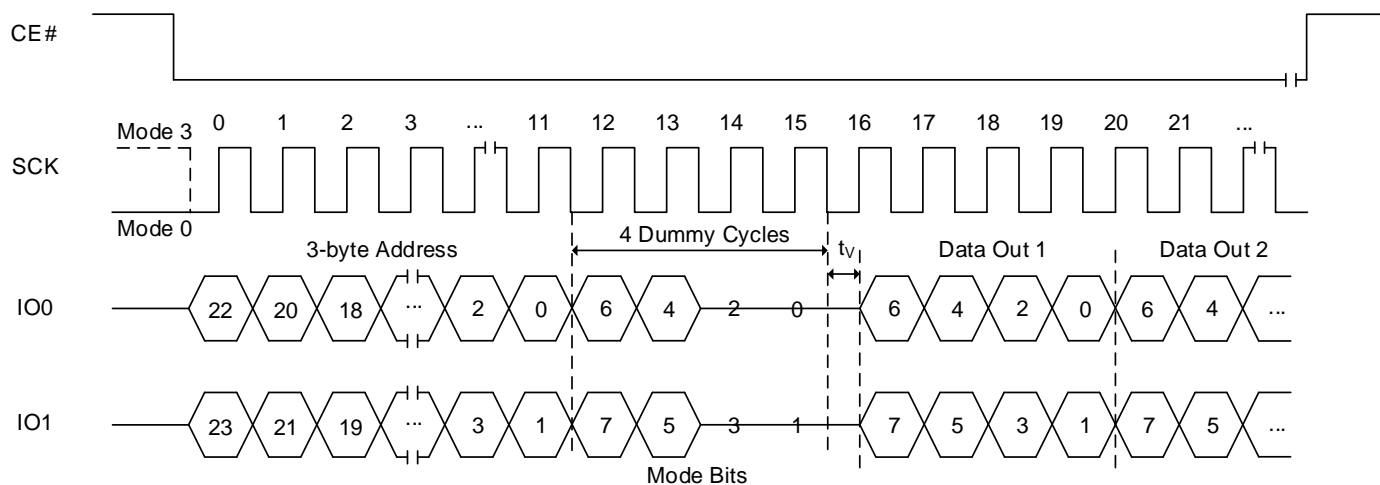 CE#
Mode 3 0 1 2 3 ... 11 12 13 14 15 16 17 18 19 20 21 ...
SCK
Mode 0
3-byte Address 4 Dummy Cycles tV Data Out 1 Data Out 2
IO0 22 20 18 ... 2 0 6 4 2 0 6 4 2 0 6 4 ...
IO1 23 21 19 ... 3 1 7 5 3 1 7 5 3 1 7 5 ...
Mode Bits